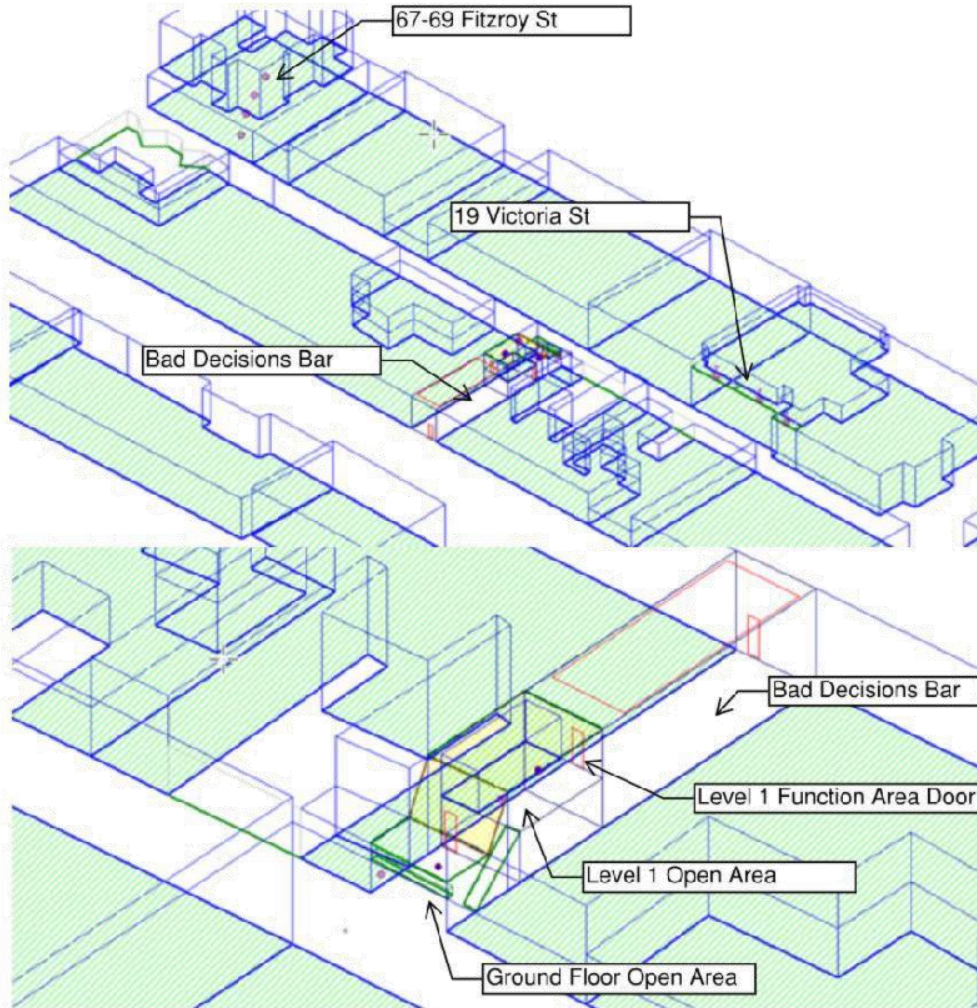 67-69 Fitzroy St
19 Victoria St
Bad Decisions Bar
Bad Decisions Bar
Level 1 Function Area Door
Level 1 Open Area
Ground Floor Open Area